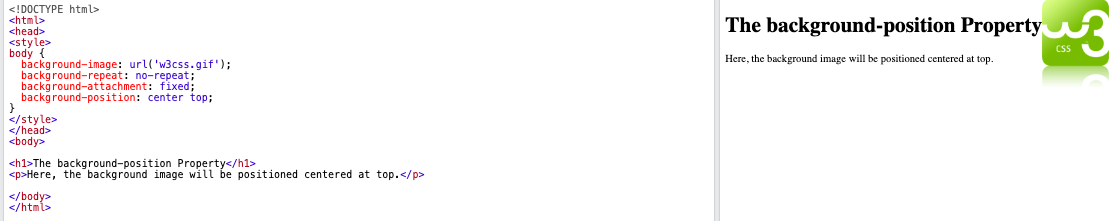 <!DOCTYPE html>
<html>
<head>
<style>
body {
  background-image: url('w3css.gif');
  background-repeat: no-repeat;
  background-attachment: fixed;
  background-position: center top;
}
</style>
</head>
<body>

<h1>The background-position Property</h1>
<p>Here, the background image will be positioned centered at top.</p>

</body>
</html>
The background-position Property
Here, the background image will be positioned centered at top.
w3
CSS